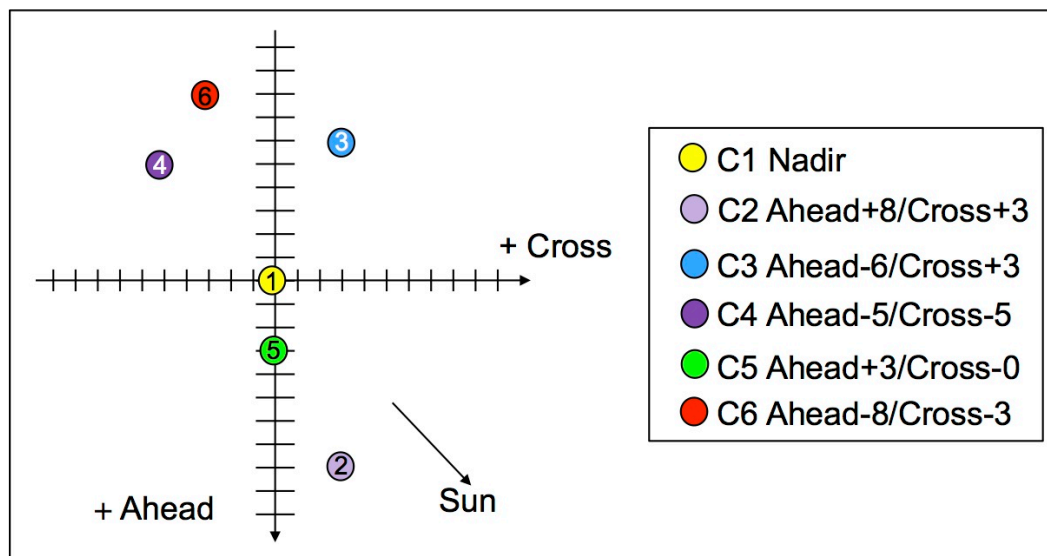 6
3
4
+ Cross
1
5
2
Sun
+ Ahead
C1 Nadir
C2 Ahead+8/Cross+3
C3 Ahead-6/Cross+3
C4 Ahead-5/Cross-5
C5 Ahead+3/Cross-0
C6 Ahead-8/Cross-3